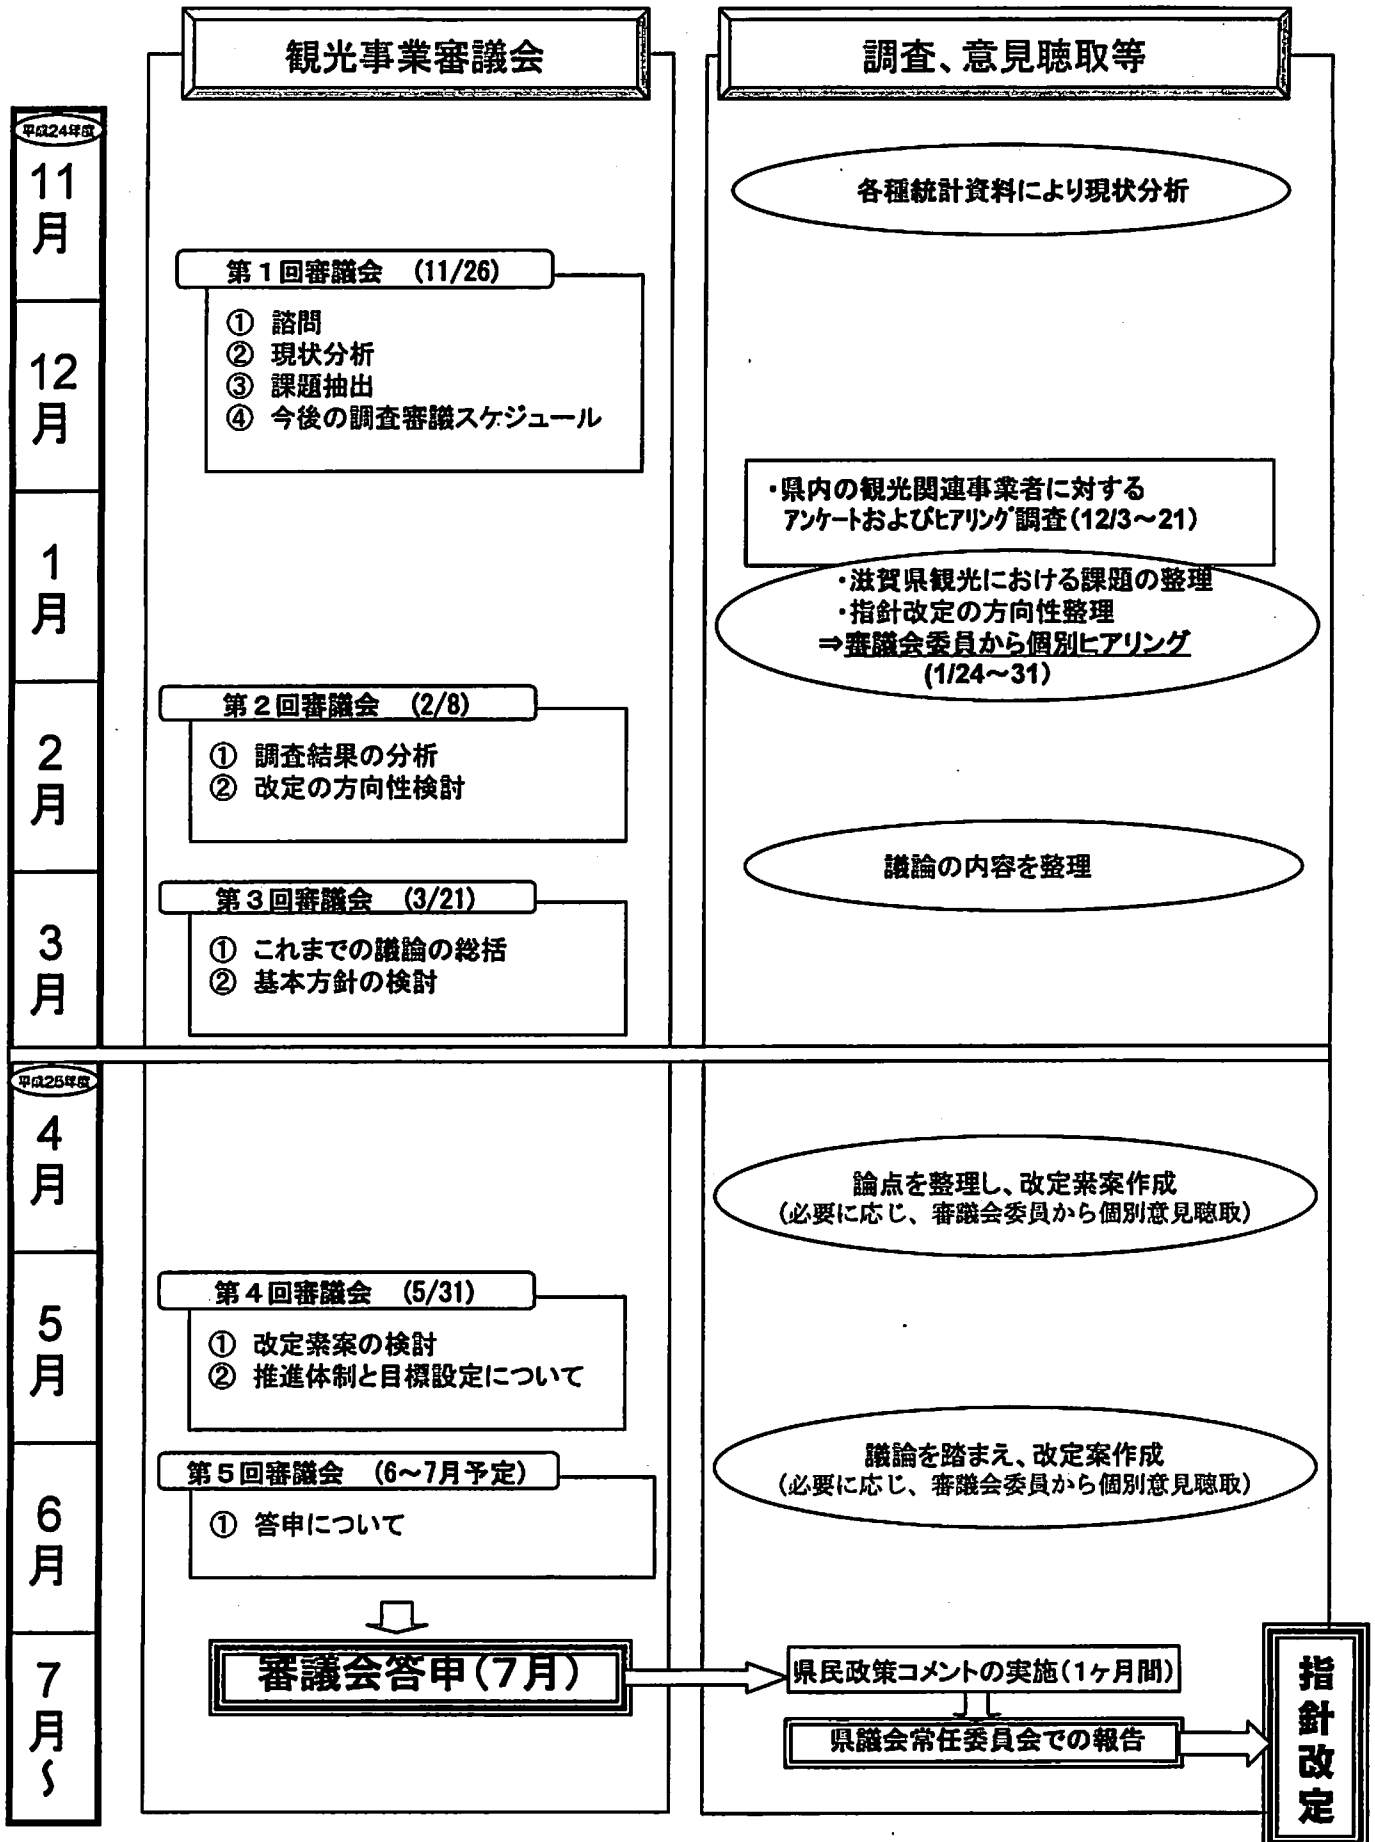 観光事業審議会
調査、意見聴取等
平成24年度
11月
各種統計資料により現状分析
第1回審議会 (11/26)
① 諮問
② 現状分析
③ 課題抽出
④ 今後の調査審議スケジュール
12月
・県内の観光関連事業者に対する
アンケートおよびヒアリング調査(12/3～21)
1月
・滋賀県観光における課題の整理
・指針改定の方向性整理
⇒審議会委員から個別ヒアリング
(1/24～31)
第2回審議会 (2/8)
① 調査結果の分析
② 改定の方向性検討
2月
議論の内容を整理
第3回審議会 (3/21)
① これまでの議論の総括
② 基本方針の検討
3月
平成25年度
4月
論点を整理し、改定素案作成
(必要に応じ、審議会委員から個別意見聴取)
第4回審議会 (5/31)
① 改定素案の検討
② 推進体制と目標設定について
5月
議論を踏まえ、改定案作成
(必要に応じ、審議会委員から個別意見聴取)
第5回審議会 (6～7月予定)
① 答申について
6月
審議会答申(7月)
県民政策コメントの実施(1ヶ月間)
県議会常任委員会での報告
指針改定
7月～